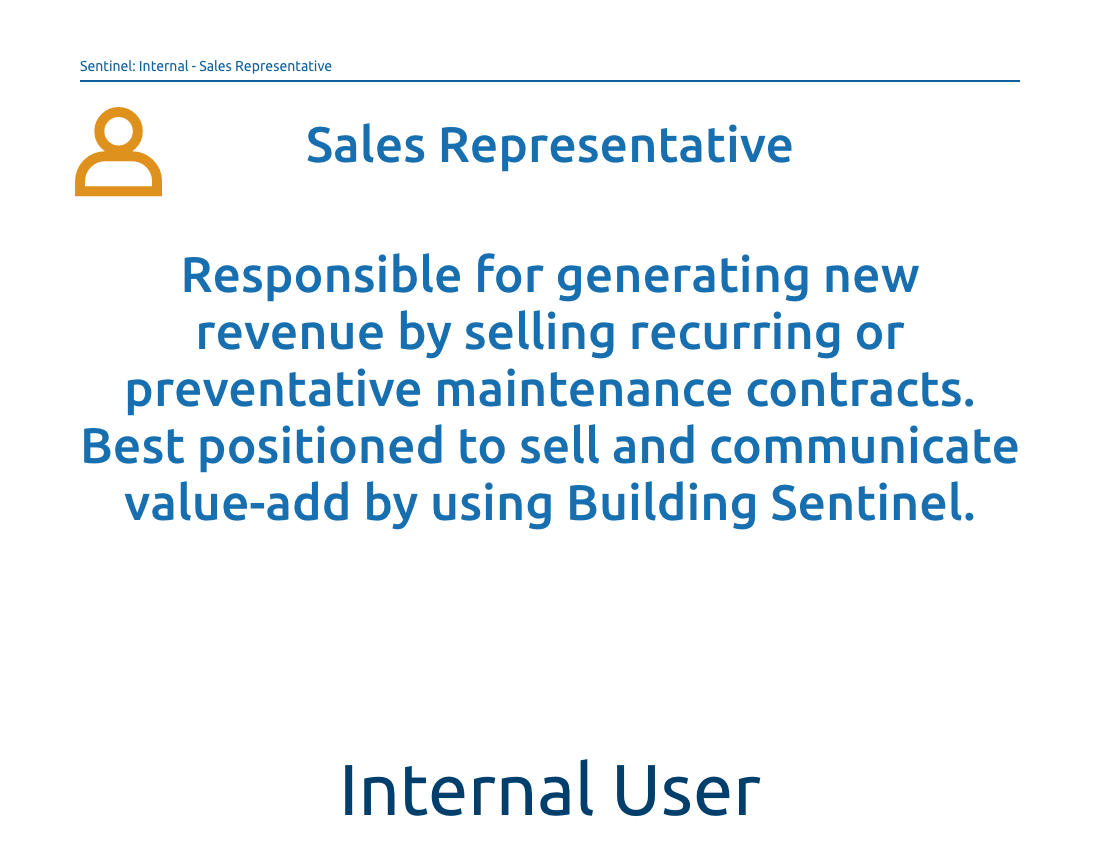 Sentinel: Internal - Sales Representative
Sales Representative
Responsible for generating new
revenue by selling recurring or
preventative maintenance contracts.
Best positioned to sell and communicate
value-add by using Building Sentinel.
Internal User